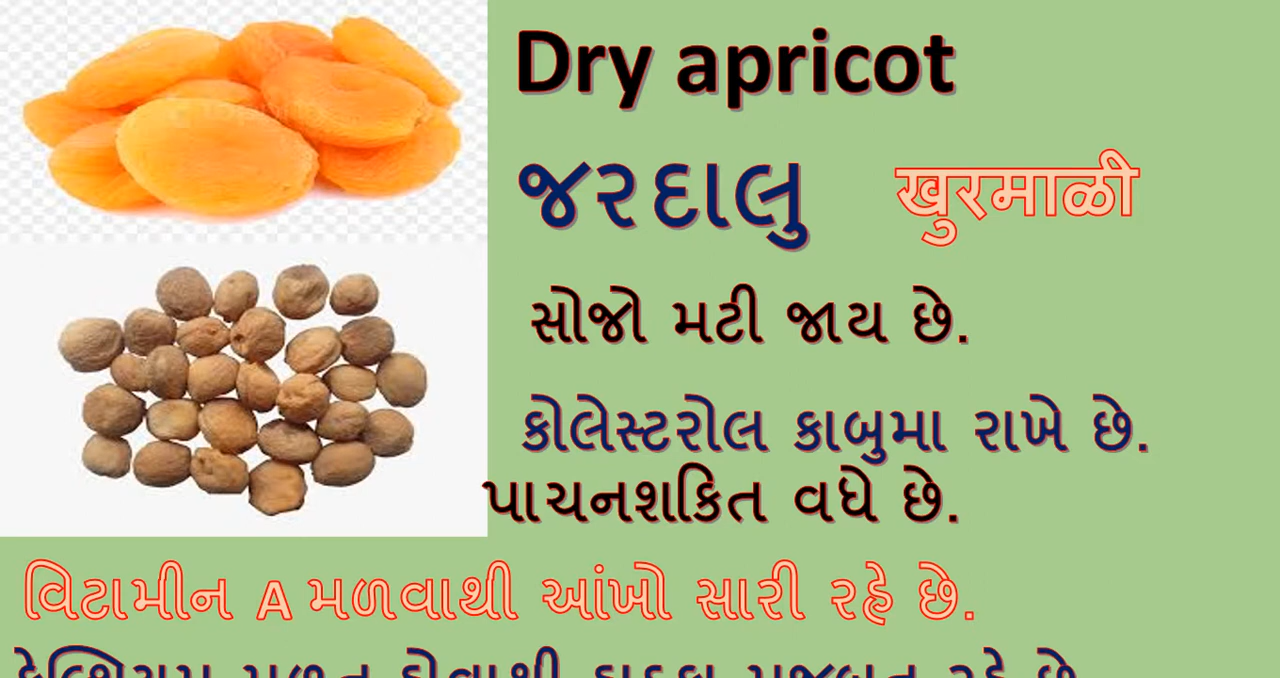 Dry apricot
જરદાલુ खुरमाळी
સોજો મટી જાય છે.
કોલેસ્ટરોલ કાબુમા રાખે છે.
પાચનશકિત વધે છે.
વિટામીન A મળવાથી આંખો સારી રહે છે.